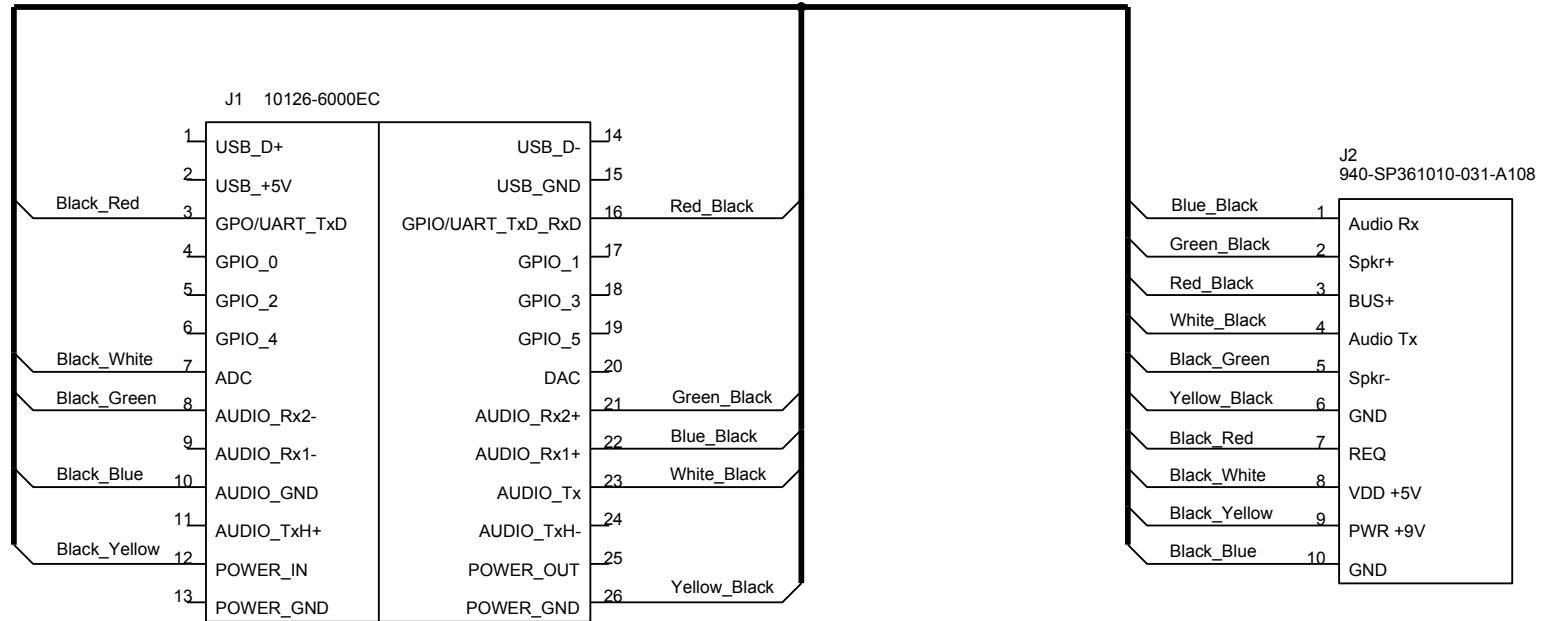 J1 10126-6000EC
1 USB_D+ USB_D- 14
2 USB_+5V USB_GND 15
Black_Red 3 GPO/UART_TxD GPIO/UART_TxD_RxD 16 Red_Black
4 GPIO_0 GPIO_1 17
5 GPIO_2 GPIO_3 18
6 GPIO_4 GPIO_5 19
Black_White 7 ADC DAC 20
Black_Green 8 AUDIO_Rx2- AUDIO_Rx2+ 21 Green_Black
9 AUDIO_Rx1- AUDIO_Rx1+ 22 Blue_Black
Black_Blue 10 AUDIO_GND AUDIO_Tx 23 White_Black
11 AUDIO_TxH+ AUDIO_TxH- 24
Black_Yellow 12 POWER_IN POWER_OUT 25
13 POWER_GND POWER_GND 26 Yellow_Black
J2
940-SP361010-031-A108
Blue_Black 1 Audio Rx
Green_Black 2 Spkr+
Red_Black 3 BUS+
White_Black 4 Audio Tx
Black_Green 5 Spkr-
Yellow_Black 6 GND
Black_Red 7 REQ
Black_White 8 VDD +5V
Black_Yellow 9 PWR +9V
Black_Blue 10 GND